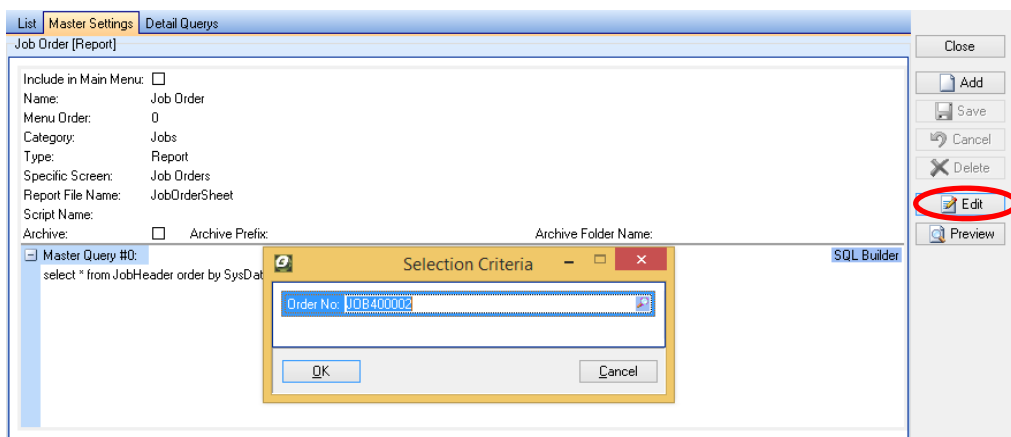 List Master Settings Detail Querys
Job Order [Report]
Close
Include in Main Menu:
Add
Name: Job Order
Save
Menu Order: 0
Category: Jobs
Cancel
Type: Report
Delete
Specific Screen: Job Orders
Report File Name: JobOrderSheet
Edit
Script Name:
Archive: Archive Prefix: Archive Folder Name:
Preview
Master Query #0: SQL Builder
select * from JobHeader order by SysDat
Selection Criteria
Order No: JOB400002
OK Cancel